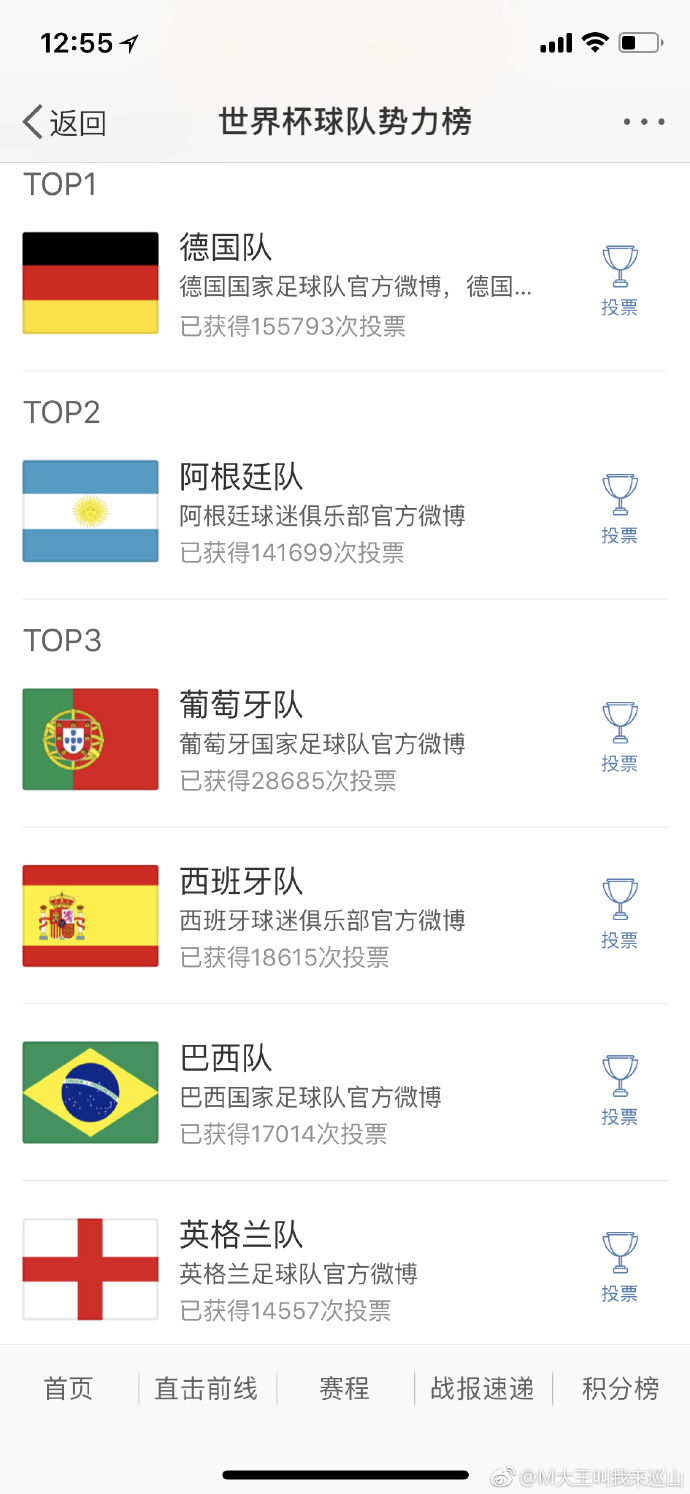 12:55
返回
世界杯球队势力榜
TOP1
德国队
德国国家足球队官方微博，德国...
已获得155793次投票
投票
TOP2
阿根廷队
阿根廷球迷俱乐部官方微博
已获得141699次投票
投票
TOP3
葡萄牙队
葡萄牙国家足球队官方微博
已获得28685次投票
投票
西班牙队
西班牙球迷俱乐部官方微博
已获得18615次投票
投票
巴西队
巴西国家足球队官方微博
已获得17014次投票
投票
英格兰队
英格兰足球队官方微博
已获得14557次投票
投票
首页 直击前线 赛程 战报速递 积分榜
@M大王叫我来巡山